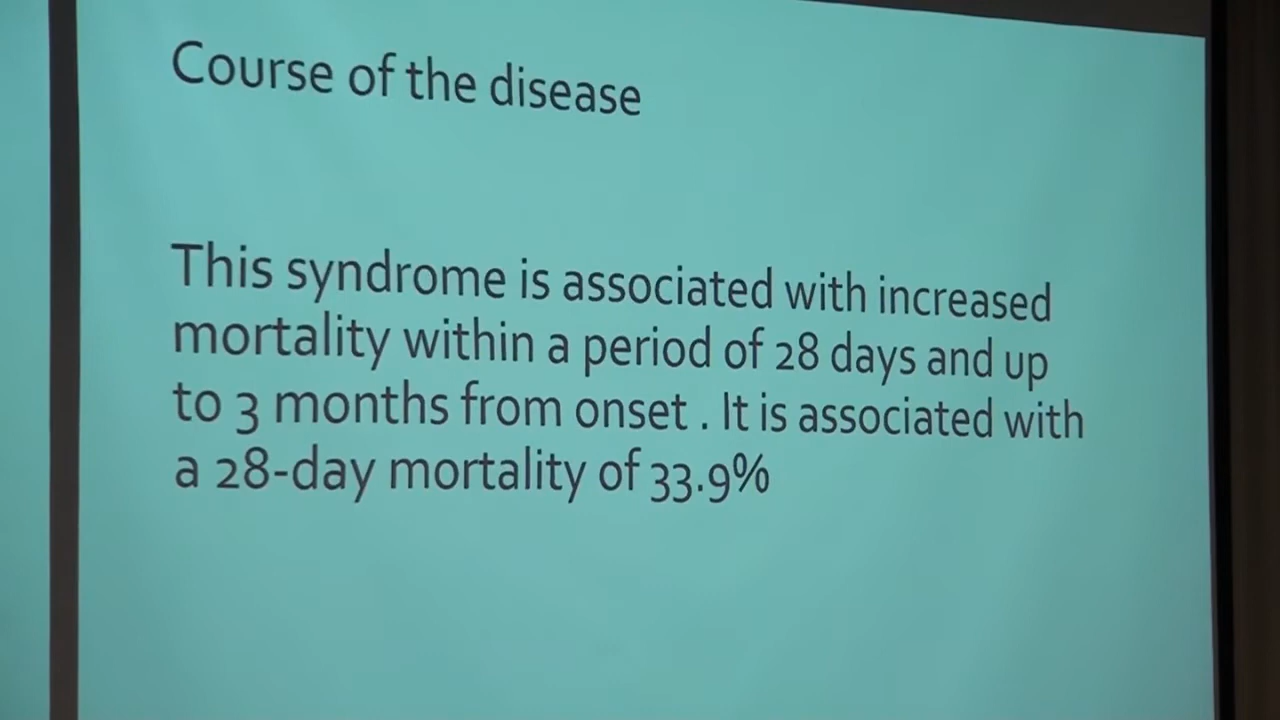 Course of the disease
This syndrome is associated with increased
mortality within a period of 28 days and up
to 3 months from onset . It is associated with
a 28-day mortality of 33.9%